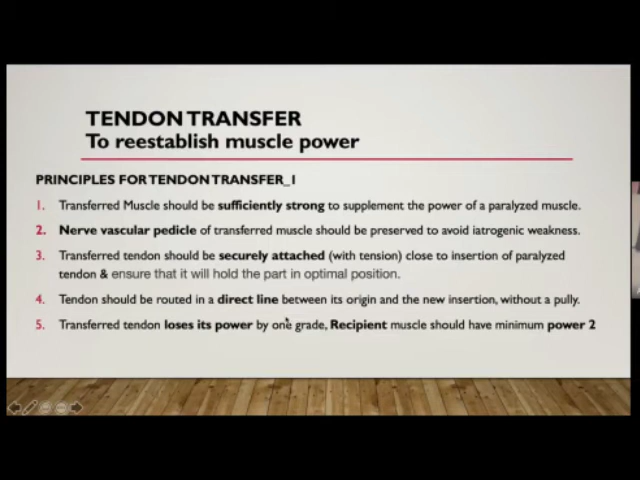 TENDON TRANSFER
To reestablish muscle power
PRINCIPLES FOR TENDON TRANSFER_1
1. Transferred Muscle should be sufficiently strong to supplement the power of a paralyzed muscle.
2. Nerve vascular pedicle of transferred muscle should be preserved to avoid iatrogenic weakness.
3. Transferred tendon should be securely attached (with tension) close to insertion of paralyzed
tendon & ensure that it will hold the part in optimal position.
4. Tendon should be routed in a direct line between its origin and the new insertion, without a pully.
5. Transferred tendon loses its power by one grade, Recipient muscle should have minimum power 2